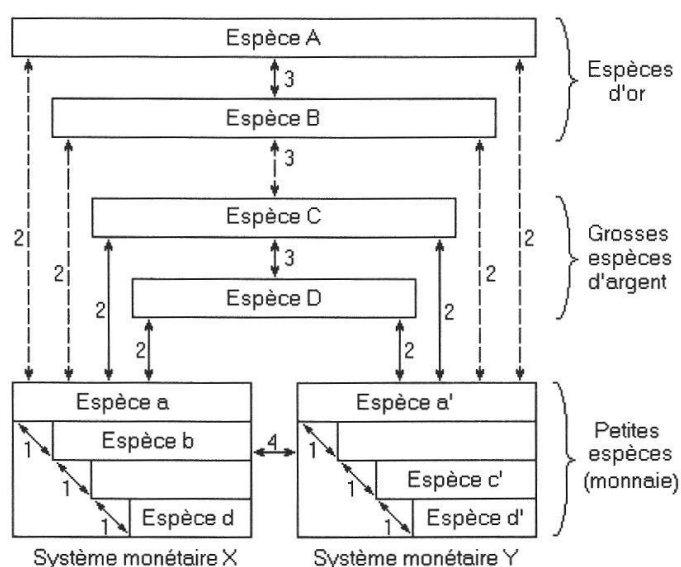 Espèce A
3
Espèce B
Espèces
d'or
3
Espèce C
3
Espèce D
Grosses
espèces
d'argent
2
2
2
2
2
2
2
2
Espèce a
1
Espèce b
1
1
Espèce d
Système monétaire X
4
Espèce a'
1
1
Espèce c'
1
Espèce d'
Système monétaire Y
Petites
espèces
(monnaie)